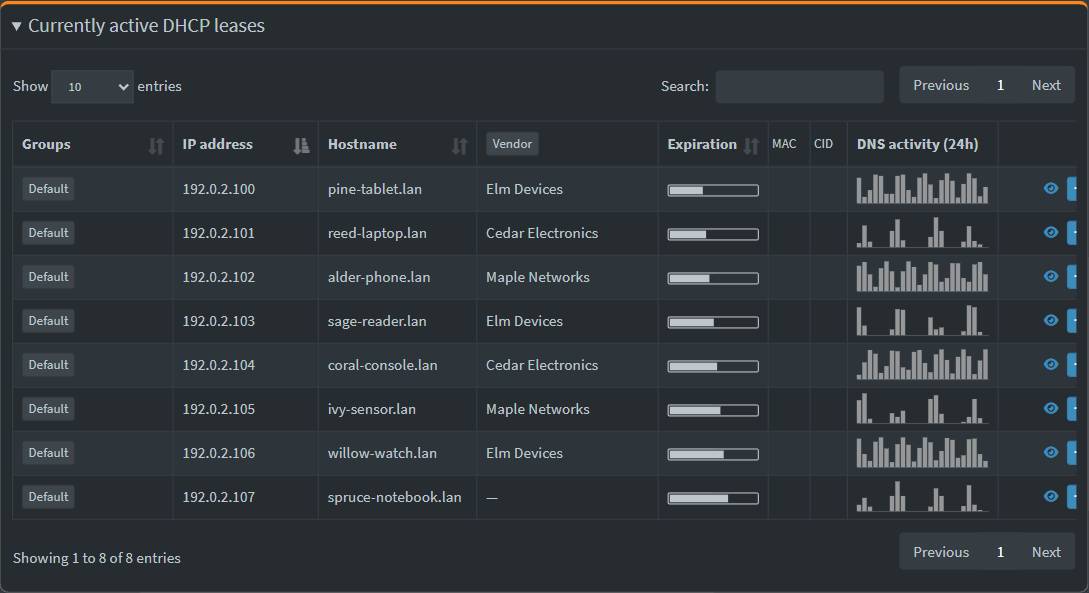 Currently active DHCP leases
Show 10 entries Search: Previous 1 Next
Groups IP address Hostname Vendor Expiration MAC CID DNS activity (24h)
Default 192.0.2.100 pine-tablet.lan Elm Devices
Default 192.0.2.101 reed-laptop.lan Cedar Electronics
Default 192.0.2.102 alder-phone.lan Maple Networks
Default 192.0.2.103 sage-reader.lan Elm Devices
Default 192.0.2.104 coral-console.lan Cedar Electronics
Default 192.0.2.105 ivy-sensor.lan Maple Networks
Default 192.0.2.106 willow-watch.lan Elm Devices
Default 192.0.2.107 spruce-notebook.lan —
Showing 1 to 8 of 8 entries Previous 1 Next